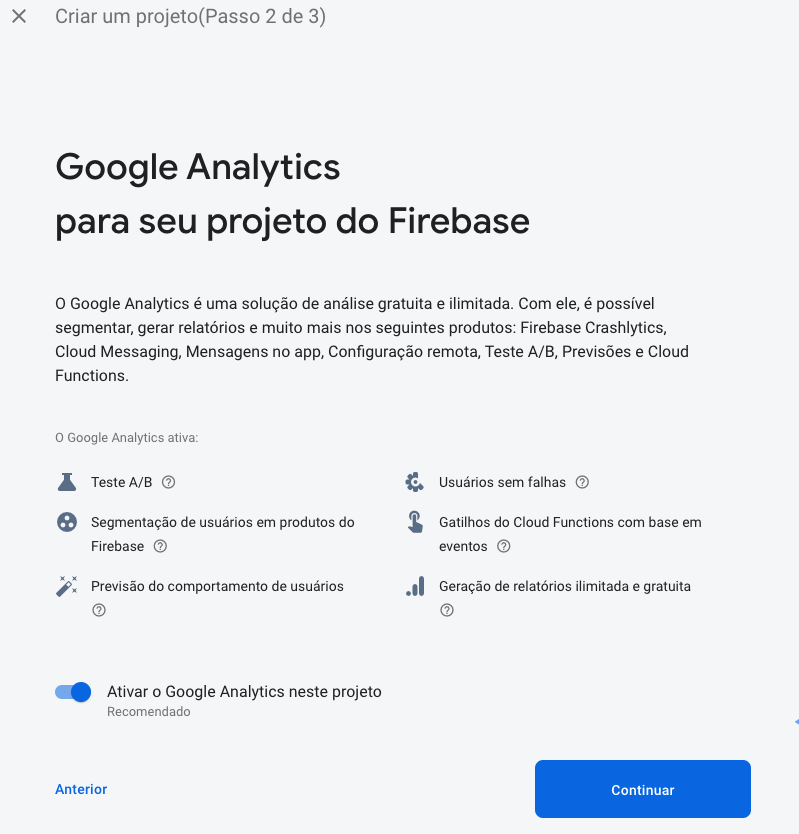 Criar um projeto(Passo 2 de 3)
Google Analytics
para seu projeto do Firebase
O Google Analytics é uma solução de análise gratuita e ilimitada. Com ele, é possível
segmentar, gerar relatórios e muito mais nos seguintes produtos: Firebase Crashlytics,
Cloud Messaging, Mensagens no app, Configuração remota, Teste A/B, Previsões e Cloud
Functions.
O Google Analytics ativa:
Teste A/B
Usuários sem falhas
Segmentação de usuários em produtos do
Firebase
Gatilhos do Cloud Functions com base em
eventos
Previsão do comportamento de usuários
Geração de relatórios ilimitada e gratuita
Ativar o Google Analytics neste projeto
Recomendado
Anterior
Continuar